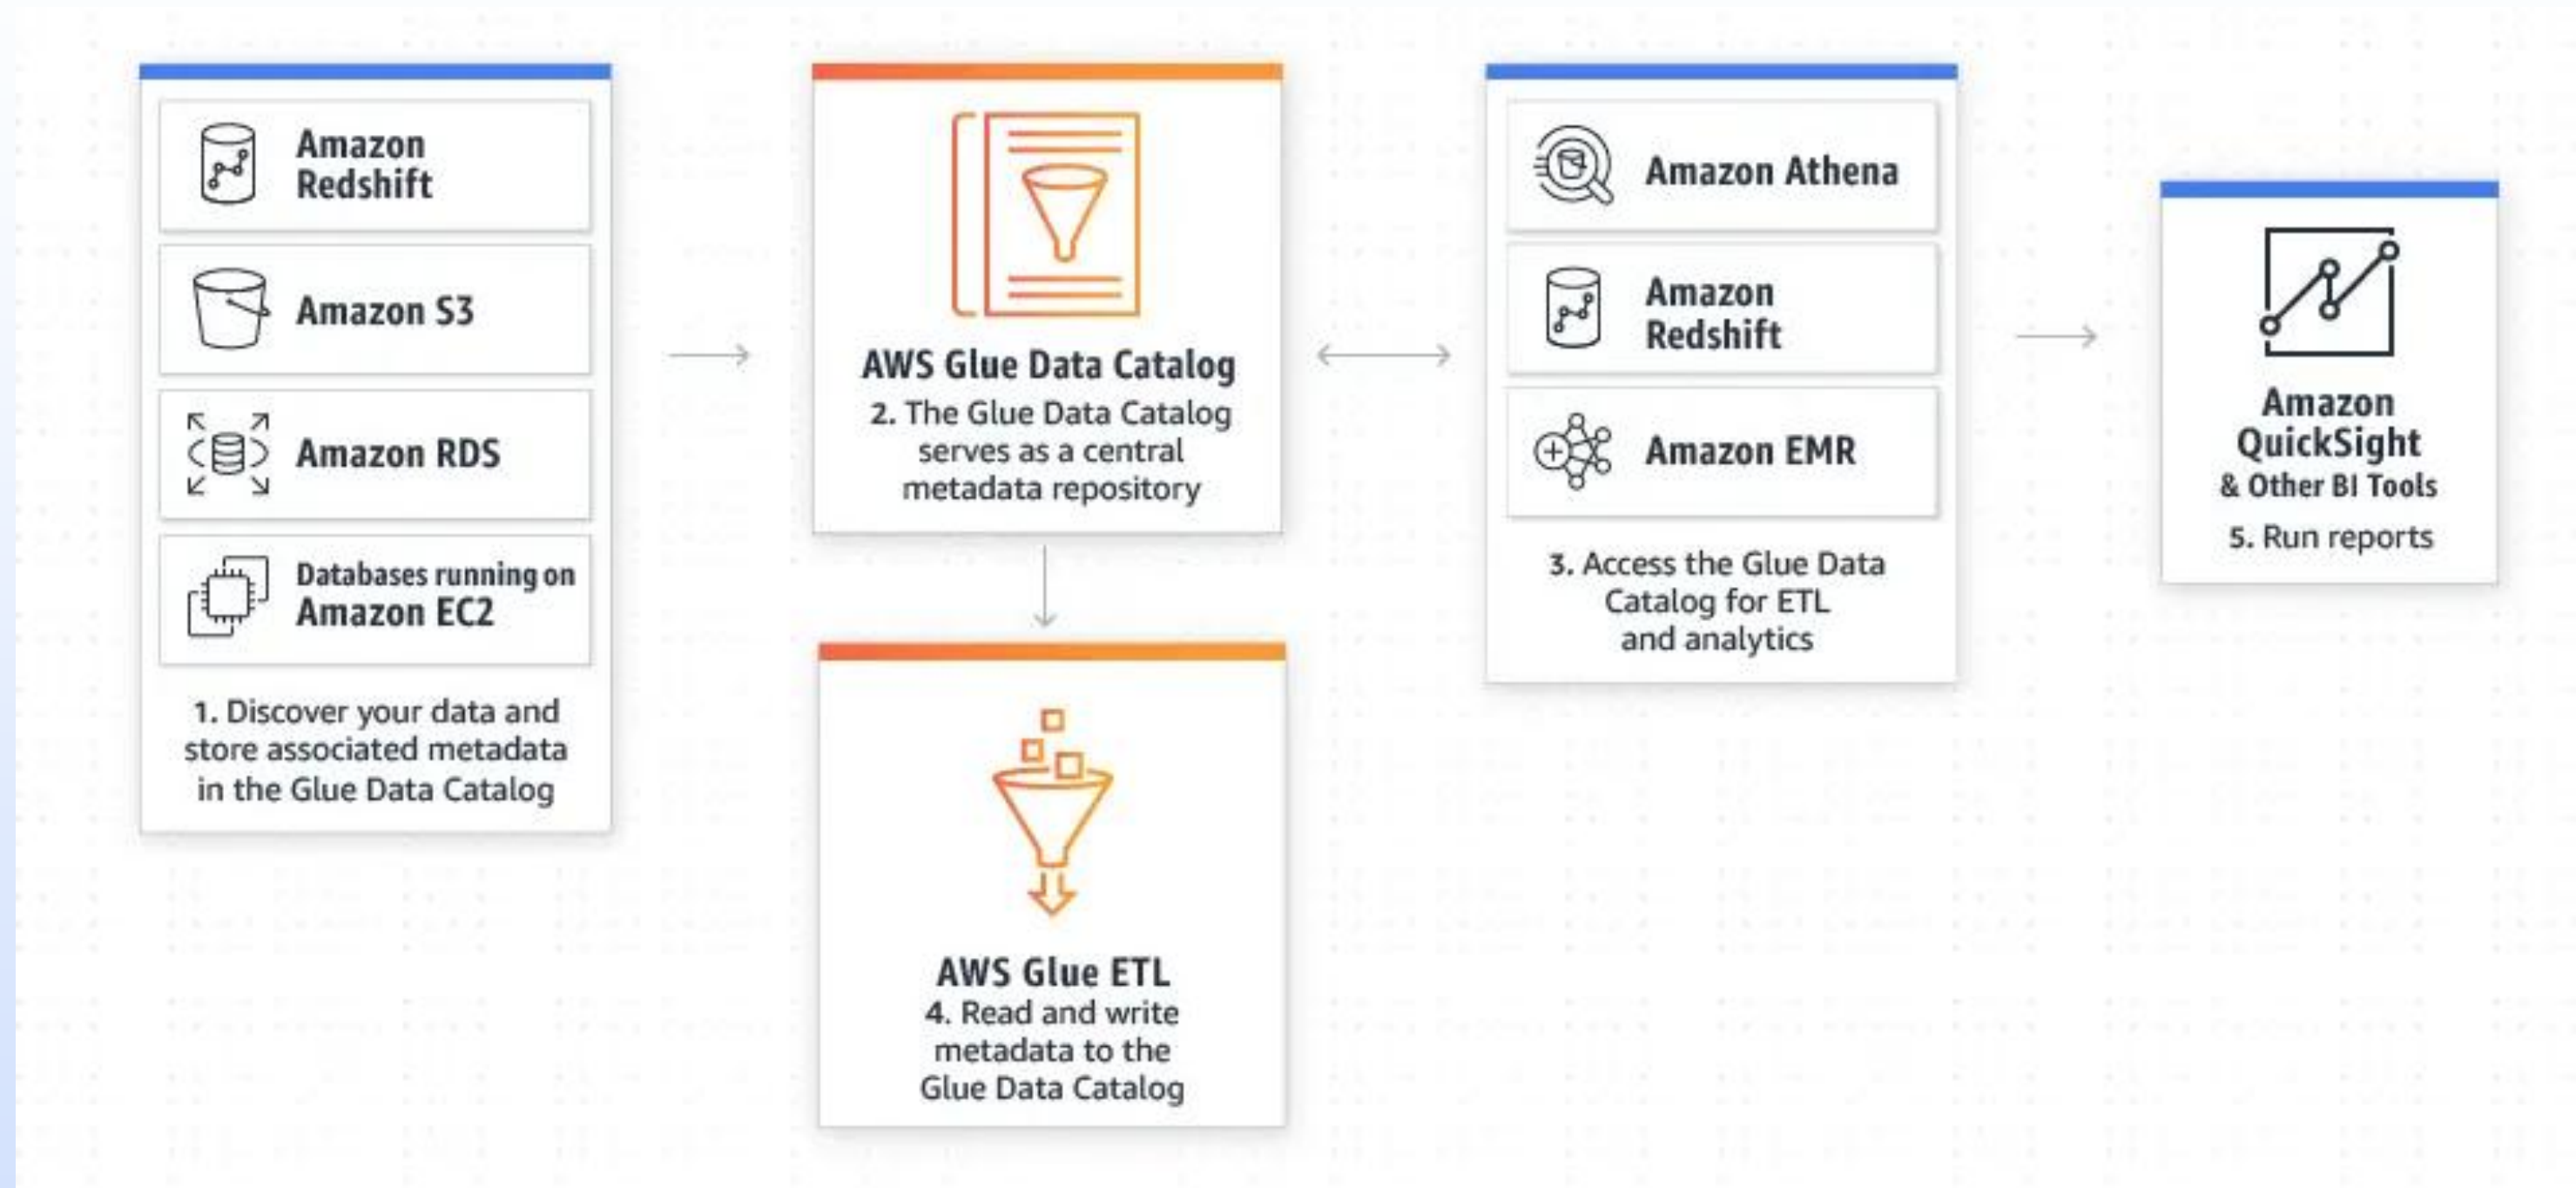 Amazon
Redshift
Amazon S3
Amazon RDS
Databases running on
Amazon EC2
1. Discover your data and
store associated metadata
in the Glue Data Catalog
AWS Glue Data Catalog
2. The Glue Data Catalog
serves as a central
metadata repository
AWS Glue ETL
4. Read and write
metadata to the
Glue Data Catalog
Amazon Athena
Amazon
Redshift
Amazon EMR
3. Access the Glue Data
Catalog for ETL
and analytics
Amazon
QuickSight
& Other BI Tools
5. Run reports